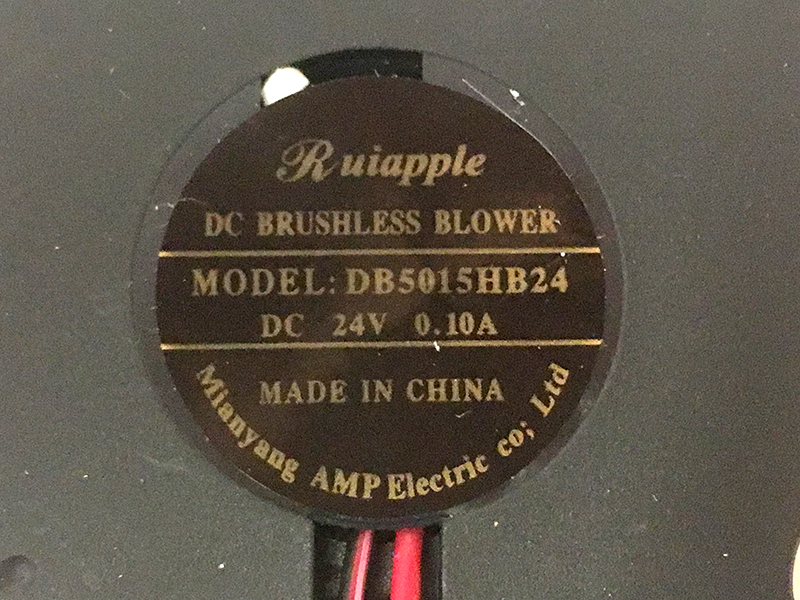 Ruiapple
DC BRUSHLESS BLOWER
MODEL: DB5015HB24
DC 24V 0.10A
MADE IN CHINA
Mianyang AMP Electric co; Ltd